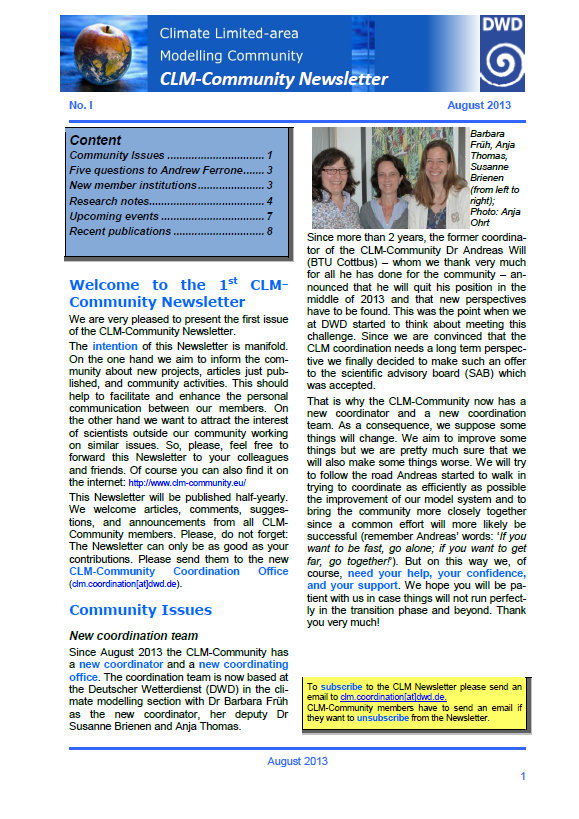 Climate Limited-area
Modelling Community
CLM-Community Newsletter
DWD
No. I
August 2013
Content
Community Issues ............................... 1
Five questions to Andrew Ferrone....... 3
New member institutions..................... 3
Research notes..................................... 4
Upcoming events ................................. 7
Recent publications ............................. 8
Welcome to the 1st CLM-
Community Newsletter
We are very pleased to present the first issue
of the CLM-Community Newsletter.
The intention of this Newsletter is manifold.
On the one hand we aim to inform the com-
munity about new projects, articles just pub-
lished, and community activities. This should
help to facilitate and enhance the personal
communication between our members. On
the other hand we want to attract the interest
of scientists outside our community working
on similar issues. So, please, feel free to
forward this Newsletter to your colleagues
and friends. Of course you can also find it on
the internet: http://www.clm-community.eu/
This Newsletter will be published half-yearly.
We welcome articles, comments, sugges-
tions, and announcements from all CLM-
Community members. Please, do not forget:
The Newsletter can only be as good as your
contributions. Please send them to the new
CLM-Community Coordination Office
(clm.coordination[at]dwd.de).
Community Issues
New coordination team
Since August 2013 the CLM-Community has
a new coordinator and a new coordinating
office. The coordination team is now based at
the Deutscher Wetterdienst (DWD) in the cli-
mate modelling section with Dr Barbara Früh
as the new coordinator, her deputy Dr
Susanne Brienen and Anja Thomas.
Barbara
Früh, Anja
Thomas,
Susanne
Brienen
(from left to
right);
Photo: Anja
Ohrt
Since more than 2 years, the former coordina-
tor of the CLM-Community Dr Andreas Will
(BTU Cottbus) – whom we thank very much
for all he has done for the community – an-
nounced that he will quit his position in the
middle of 2013 and that new perspectives
have to be found. This was the point when we
at DWD started to think about meeting this
challenge. Since we are convinced that the
CLM coordination needs a long term perspec-
tive we finally decided to make such an offer
to the scientific advisory board (SAB) which
was accepted.
That is why the CLM-Community now has a
new coordinator and a new coordination
team. As a consequence, we suppose some
things will change. We aim to improve some
things but we are pretty much sure that we
will also make some things worse. We will try
to follow the road Andreas started to walk in
trying to coordinate as efficiently as possible
the improvement of our model system and to
bring the community more closely together
since a common effort will more likely be
successful (remember Andreas' words: 'If you
want to be fast, go alone; if you want to get
far, go together!'). But on this way we, of
course, need your help, your confidence,
and your support. We hope you will be pa-
tient with us in case things will not run perfect-
ly in the transition phase and beyond. Thank
you very much!
To subscribe to the CLM Newsletter please send an
email to clm.coordination[at]dwd.de.
CLM-Community members have to send an email if
they want to unsubscribe from the Newsletter.
August 2013
1